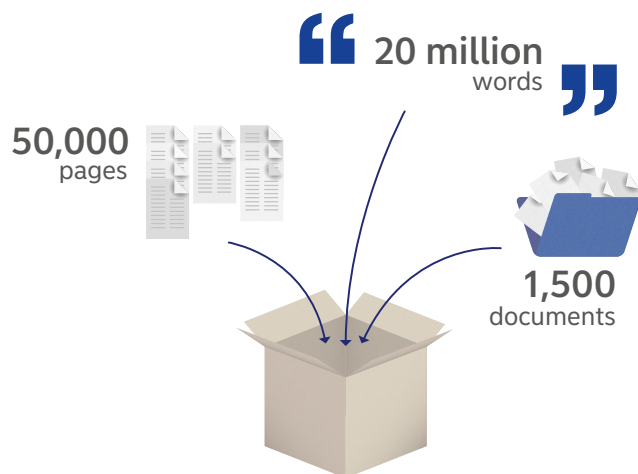 “ 20 million
words ”
50,000
pages
1,500
documents